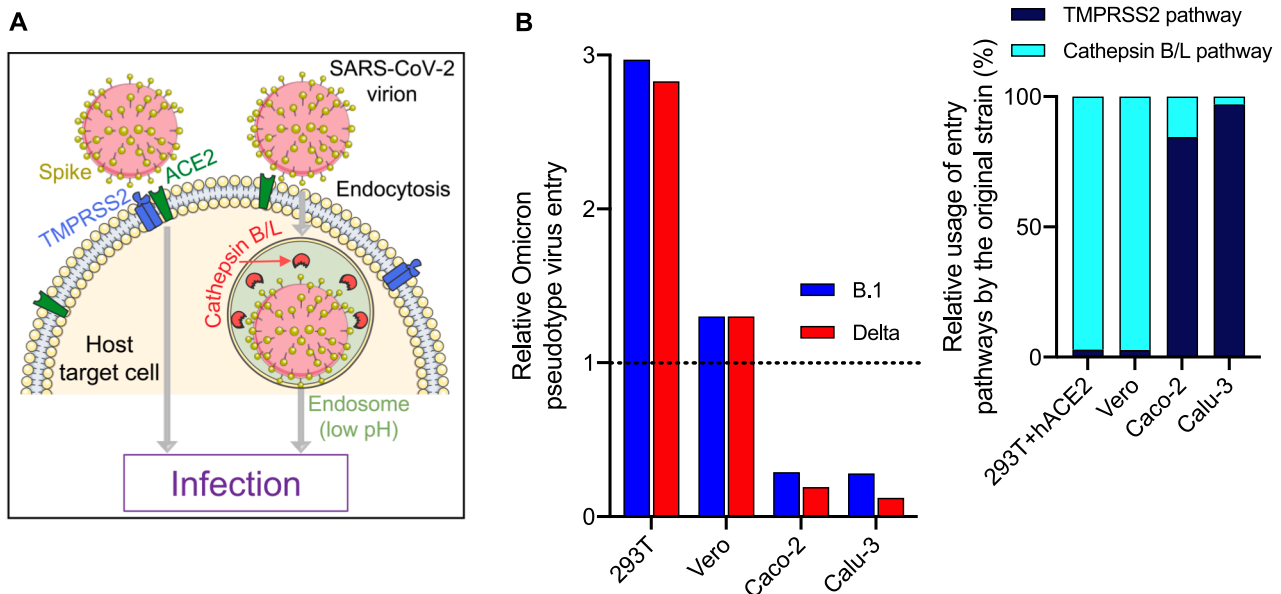 A
SARS-CoV-2
virion
Spike
ACE2
TMPRSS2
Endocytosis
Cathepsin B/L
Host
target cell
Endosome
(low pH)
Infection
B
Relative Omicron
pseudotype virus entry
3
2
1
0
B.1
Delta
293T
Vero
Caco-2
Calu-3
TMPRSS2 pathway
Cathepsin B/L pathway
Relative usage of entry
pathways by the original strain (%)
100
50
0
293T+hACE2
Vero
Caco-2
Calu-3